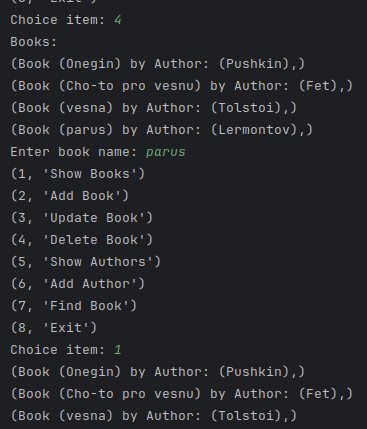 (8, 'Exit')
Choice item: 4
Books:
(Book (Onegin) by Author: (Pushkin),)
(Book (Cho-to pro vesnu) by Author: (Fet),)
(Book (vesna) by Author: (Tolstoi),)
(Book (parus) by Author: (Lermontov),)
Enter book name: parus
(1, 'Show Books')
(2, 'Add Book')
(3, 'Update Book')
(4, 'Delete Book')
(5, 'Show Authors')
(6, 'Add Author')
(7, 'Find Book')
(8, 'Exit')
Choice item: 1
(Book (Onegin) by Author: (Pushkin),)
(Book (Cho-to pro vesnu) by Author: (Fet),)
(Book (vesna) by Author: (Tolstoi),)